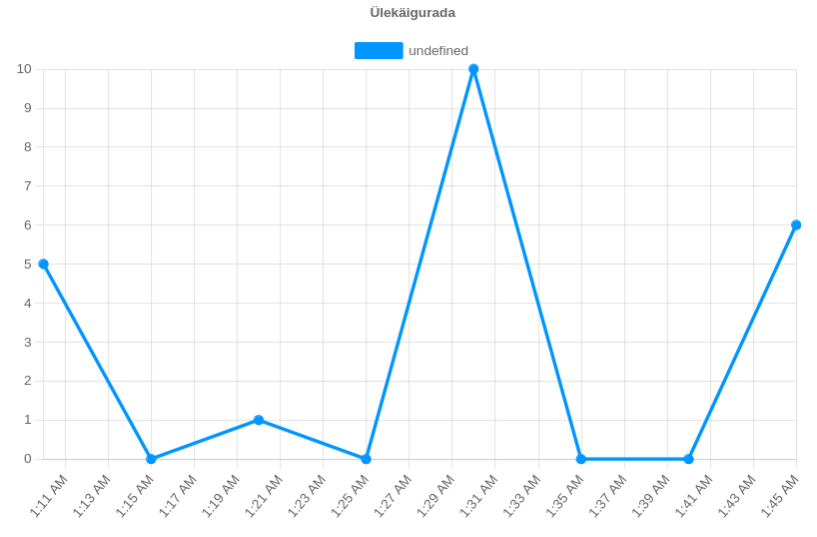 Ülekäigurada
undefined
10
9
8
7
6
5
4
3
2
1
0
1:11 AM
1:13 AM
1:15 AM
1:17 AM
1:19 AM
1:21 AM
1:23 AM
1:25 AM
1:27 AM
1:29 AM
1:31 AM
1:33 AM
1:35 AM
1:37 AM
1:39 AM
1:41 AM
1:43 AM
1:45 AM